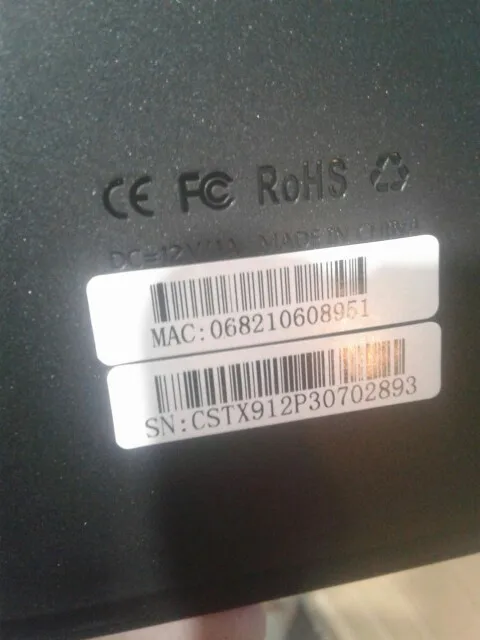 CE FC RoHS
DC=12V/1A MADE IN CHINA
MAC:068210608951
SN:CSTX912P30702893